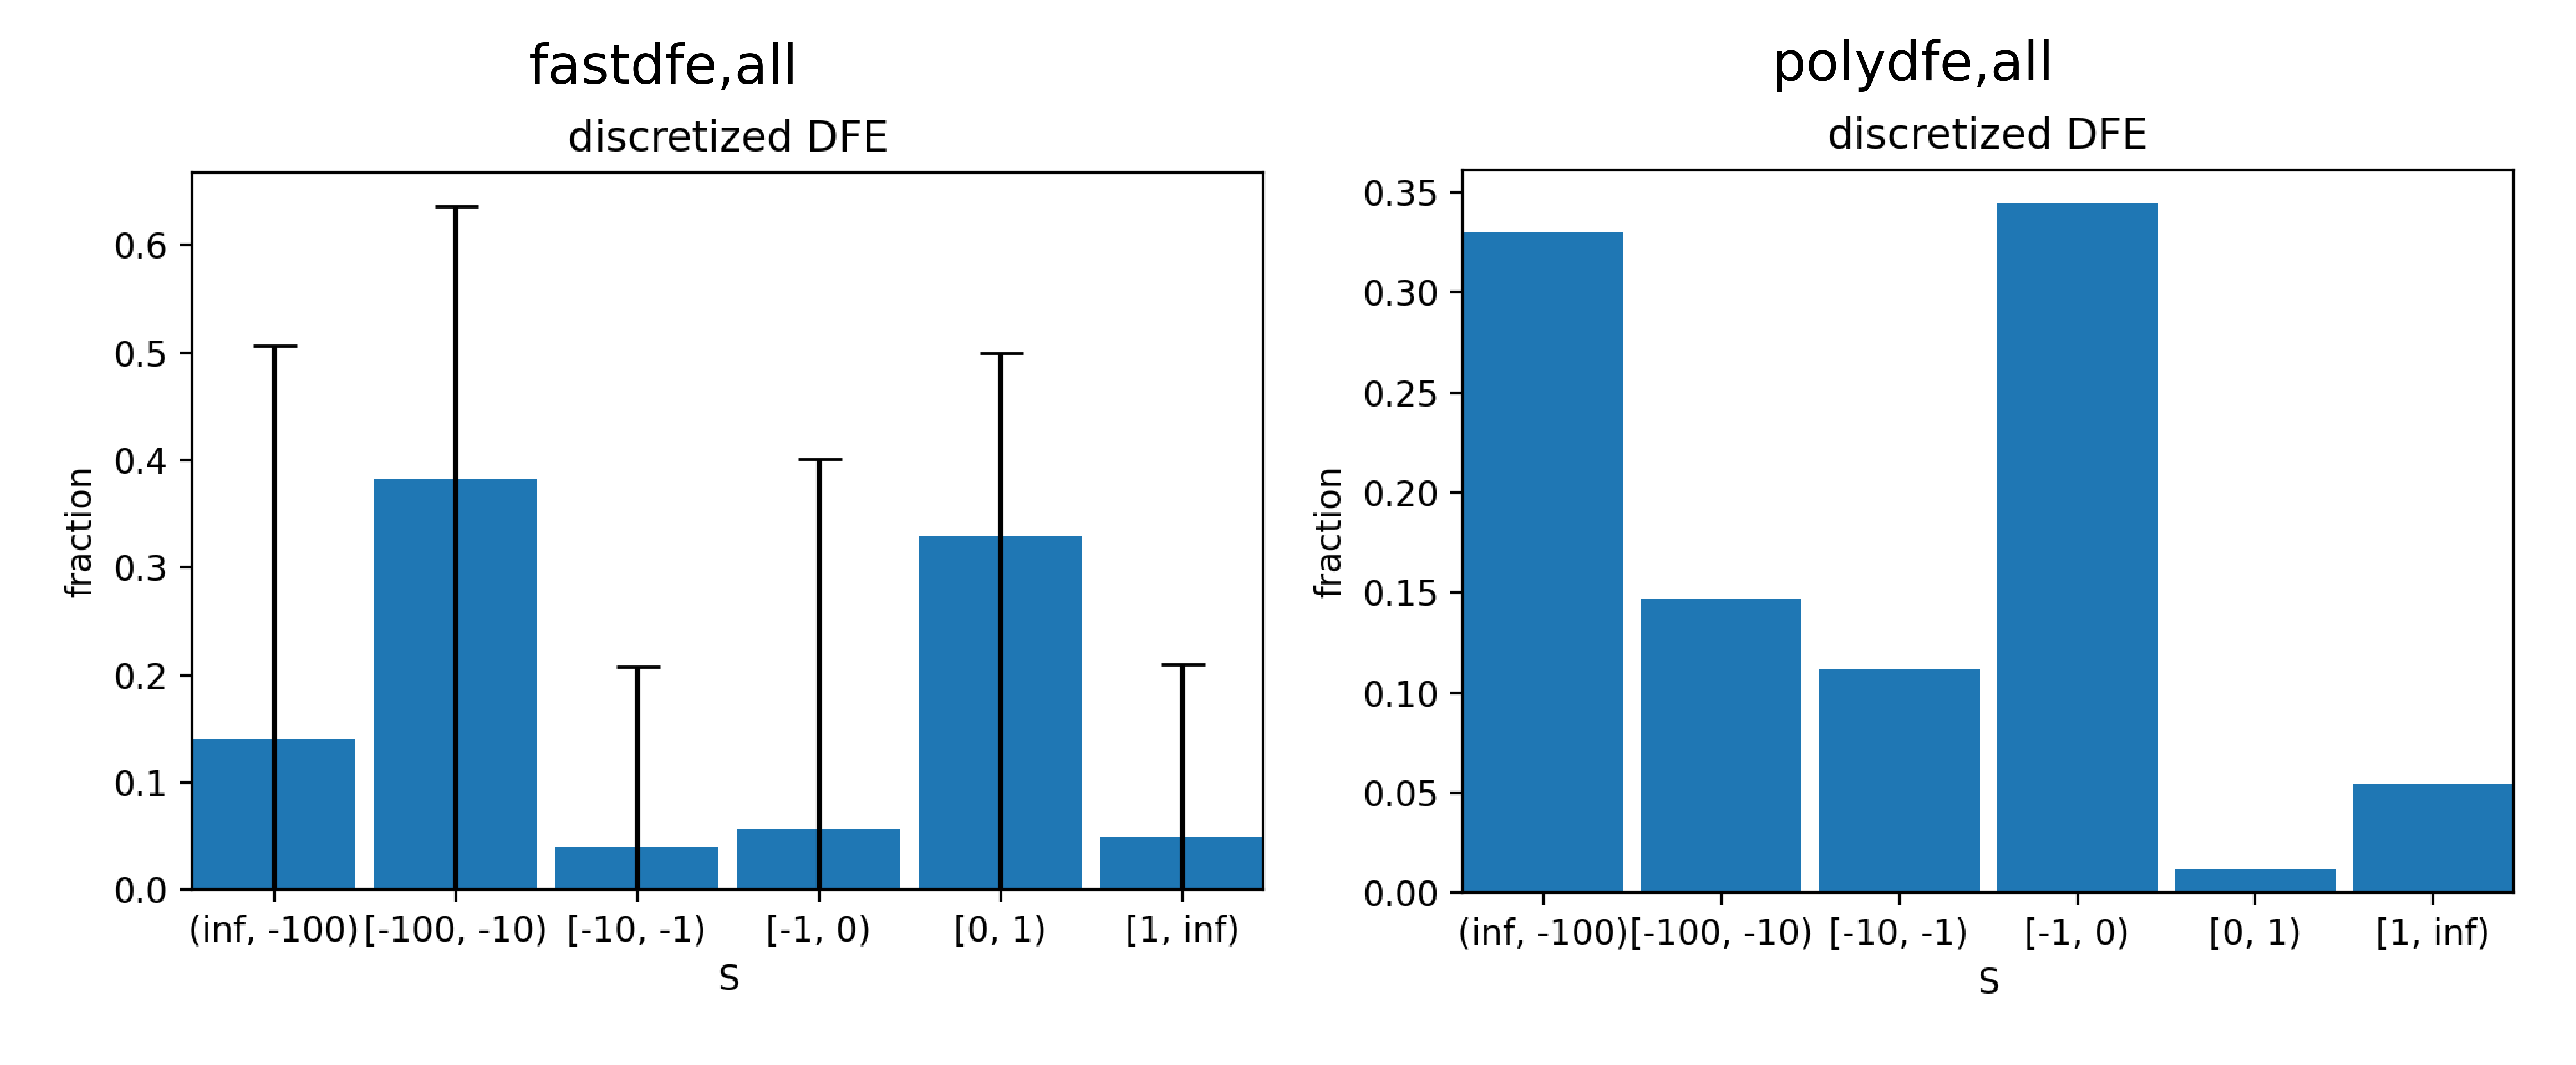 fastdfe,all
discretized DFE
fraction
0.6
0.5
0.4
0.3
0.2
0.1
0.0
(inf, -100) [-100, -10) [-10, -1) [-1, 0) [0, 1) [1, inf)
S
polydfe,all
discretized DFE
fraction
0.35
0.30
0.25
0.20
0.15
0.10
0.05
0.00
(inf, -100) [-100, -10) [-10, -1) [-1, 0) [0, 1) [1, inf)
S